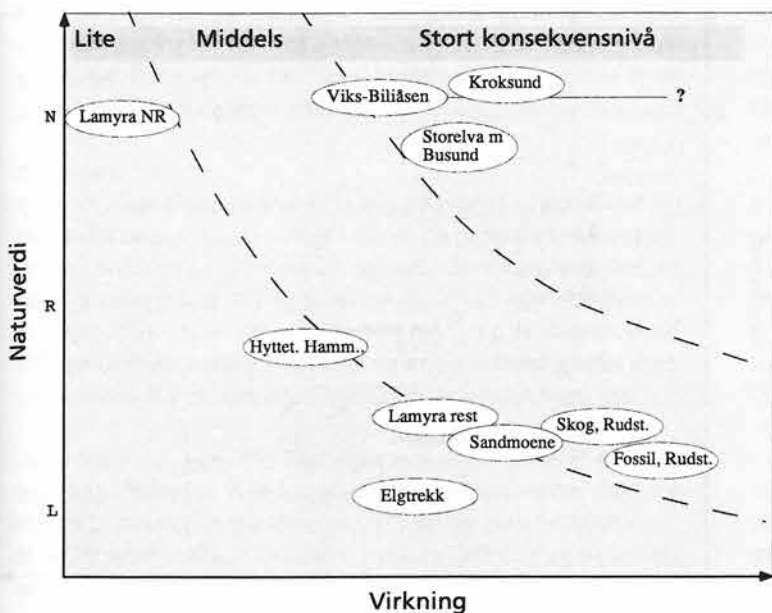 Lite Middels Stort konsekvensnivå
Viks-Biliåsen
Kroksund
?
N
Lamyra NR
Storelva m
Busund
Naturverdi
R
Hyttet. Hamm..
Lamyra rest
Skog, Rudst.
Sandmoene
Fossil, Rudst.
Elgtrekk
L
Virkning